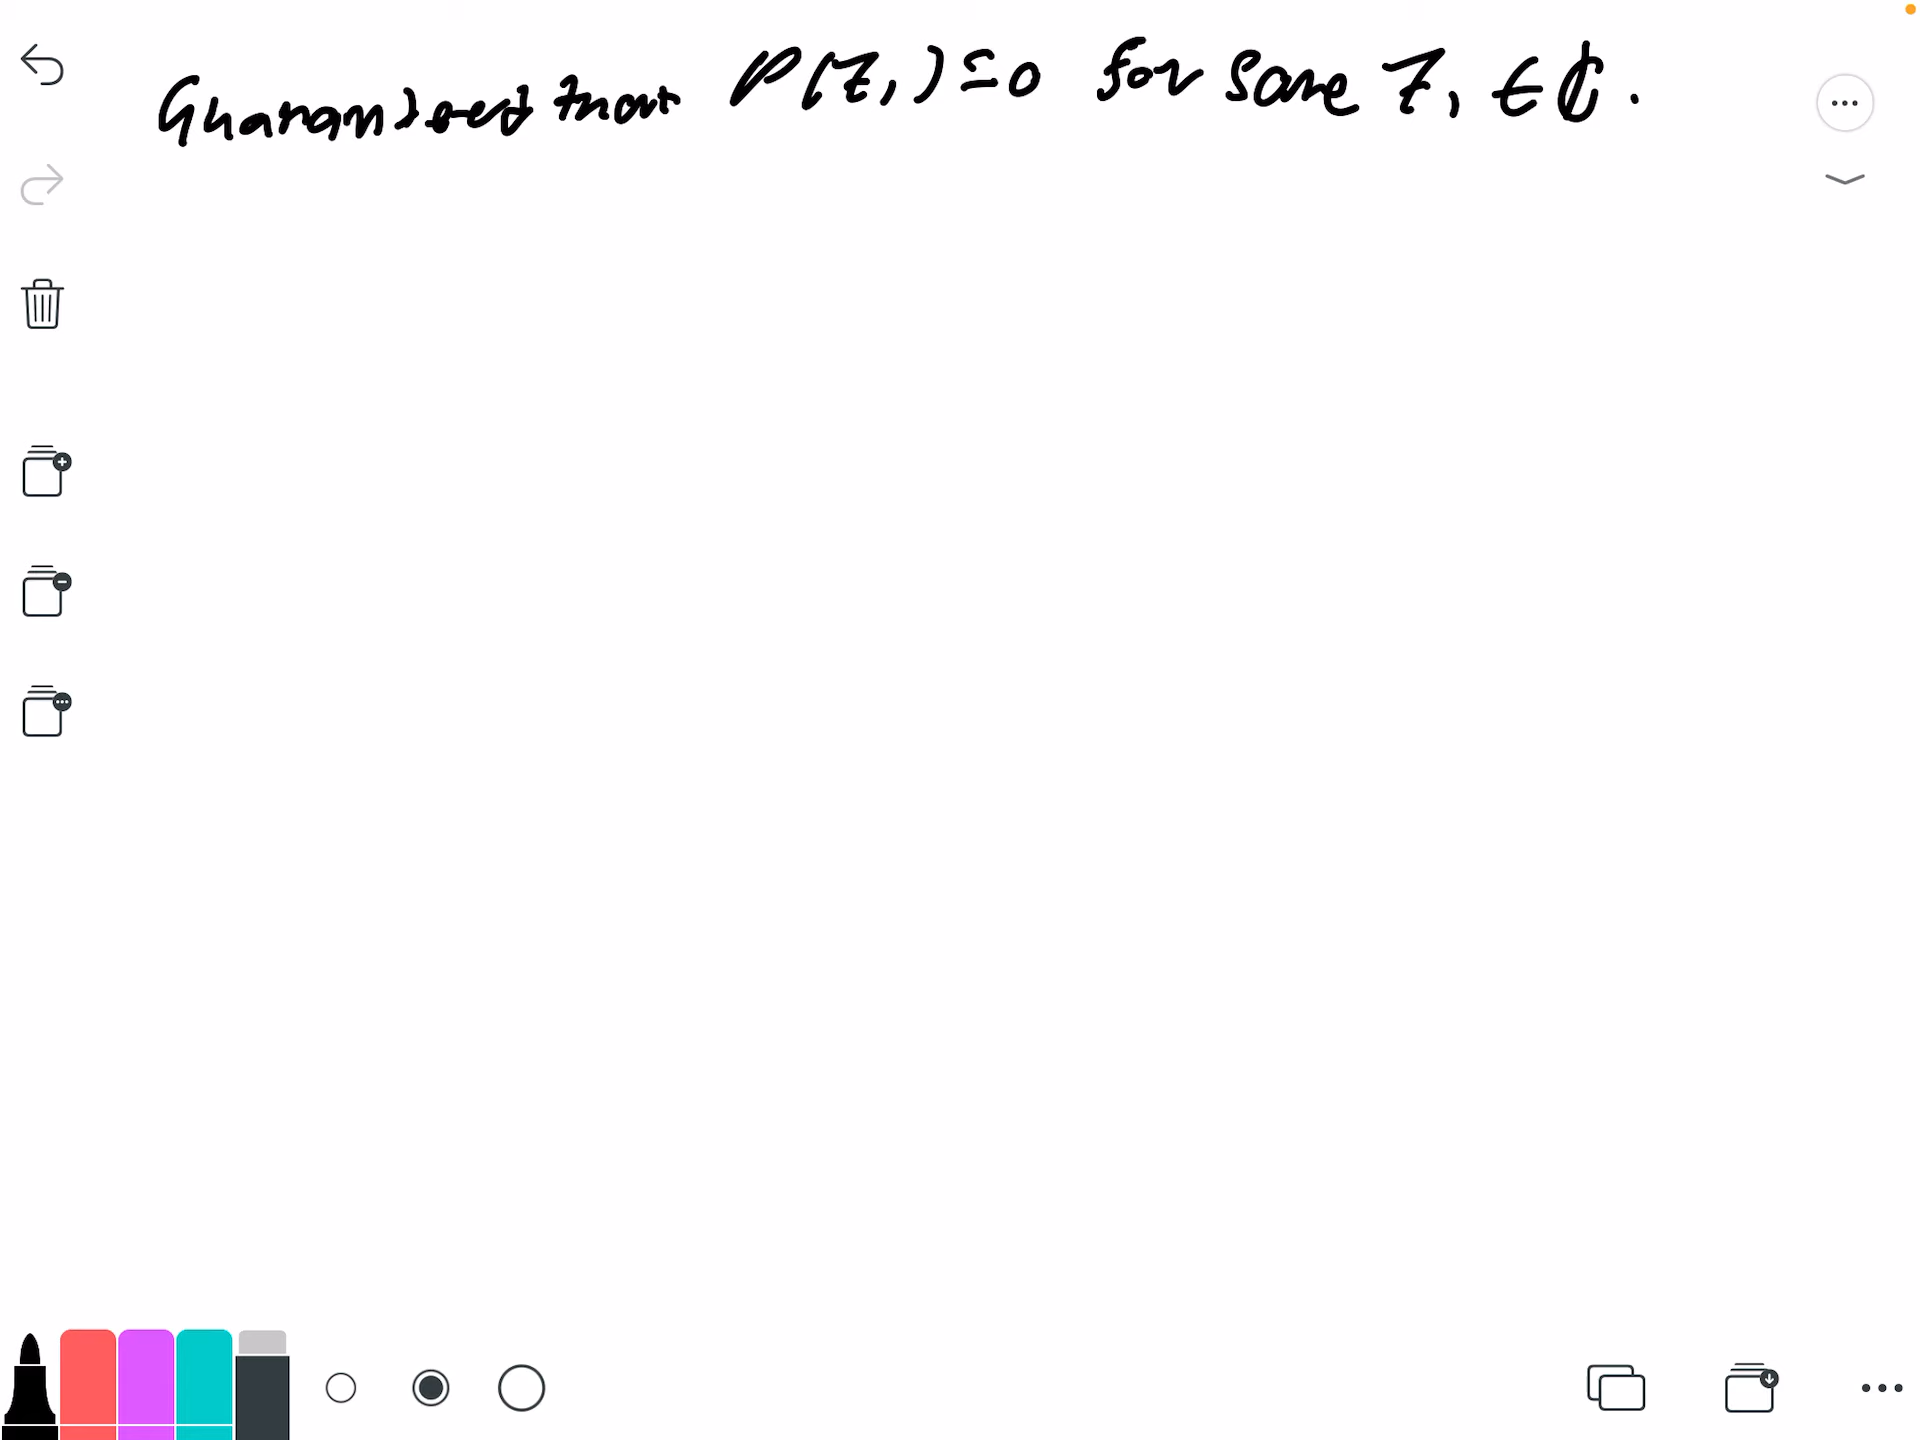 Guaranteed that P(z₁) = 0 for some z₁ ∈ ℂ.